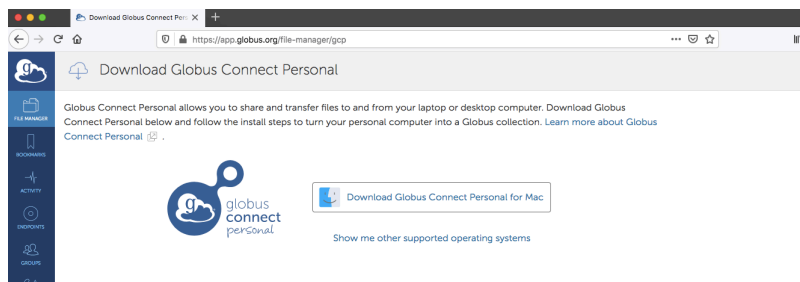 Download Globus Connect Pers
https://app.globus.org/file-manager/gcp
g
Download Globus Connect Personal
FILE MANAGER
BOOKMARKS
ACTIVITY
ENDPOINTS
GROUPS
Globus Connect Personal allows you to share and transfer files to and from your laptop or desktop computer. Download Globus
Connect Personal below and follow the install steps to turn your personal computer into a Globus collection. Learn more about Globus
Connect Personal .
g
globus
connect
personal
Download Globus Connect Personal for Mac
Show me other supported operating systems